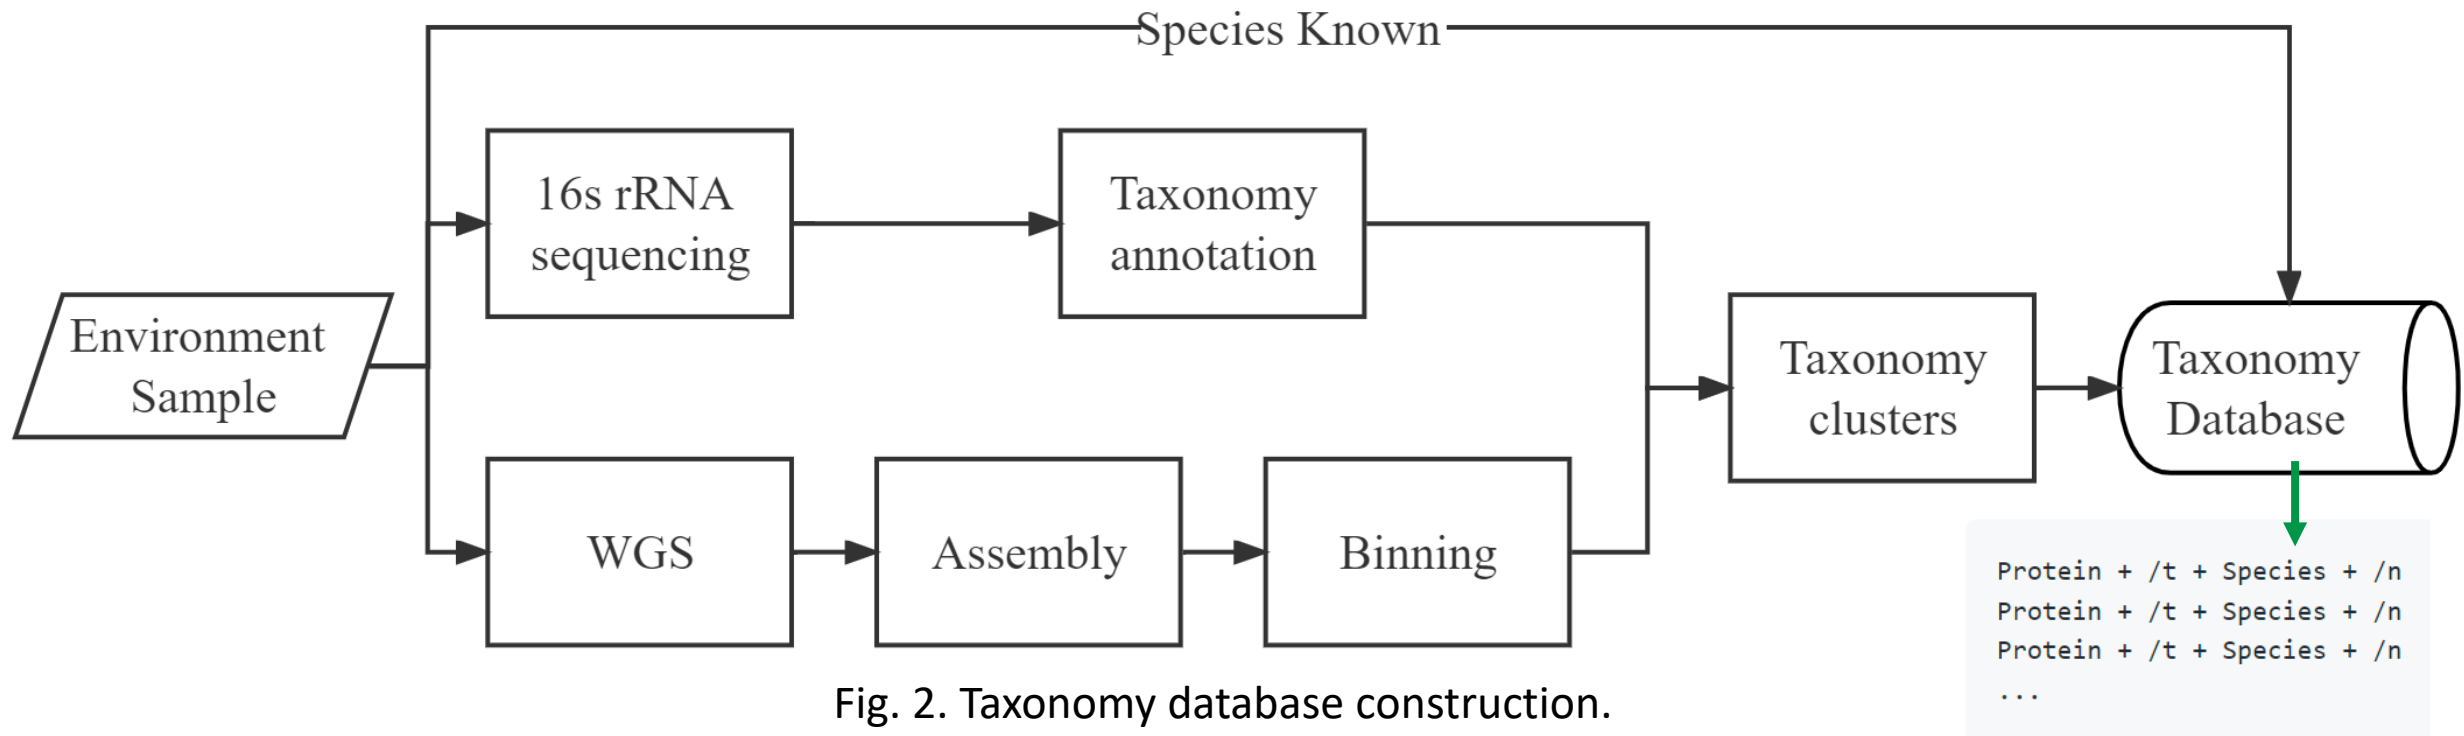 Species Known
16s rRNA
sequencing
Taxonomy
annotation
Environment
Sample
Taxonomy
clusters
Taxonomy
Database
WGS
Assembly
Binning
Protein + /t + Species + /n
Protein + /t + Species + /n
Protein + /t + Species + /n
...
Fig. 2. Taxonomy database construction.